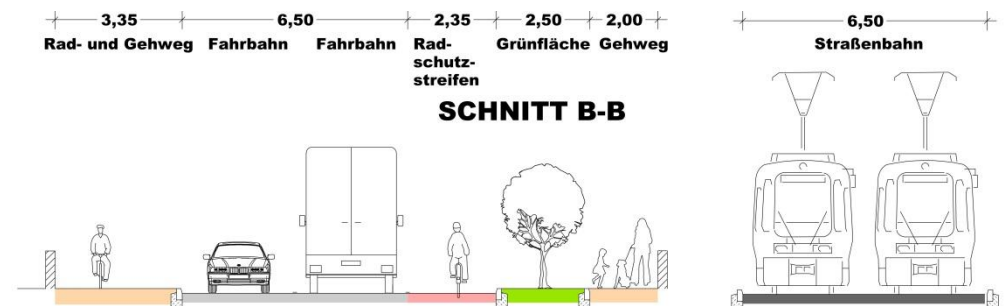 3,35 6,50 2,35 2,50 2,00 6,50
Rad- und Gehweg Fahrbahn Fahrbahn Rad- Grünfläche Gehweg Straßenbahn
schutz-
streifen
SCHNITT B-B